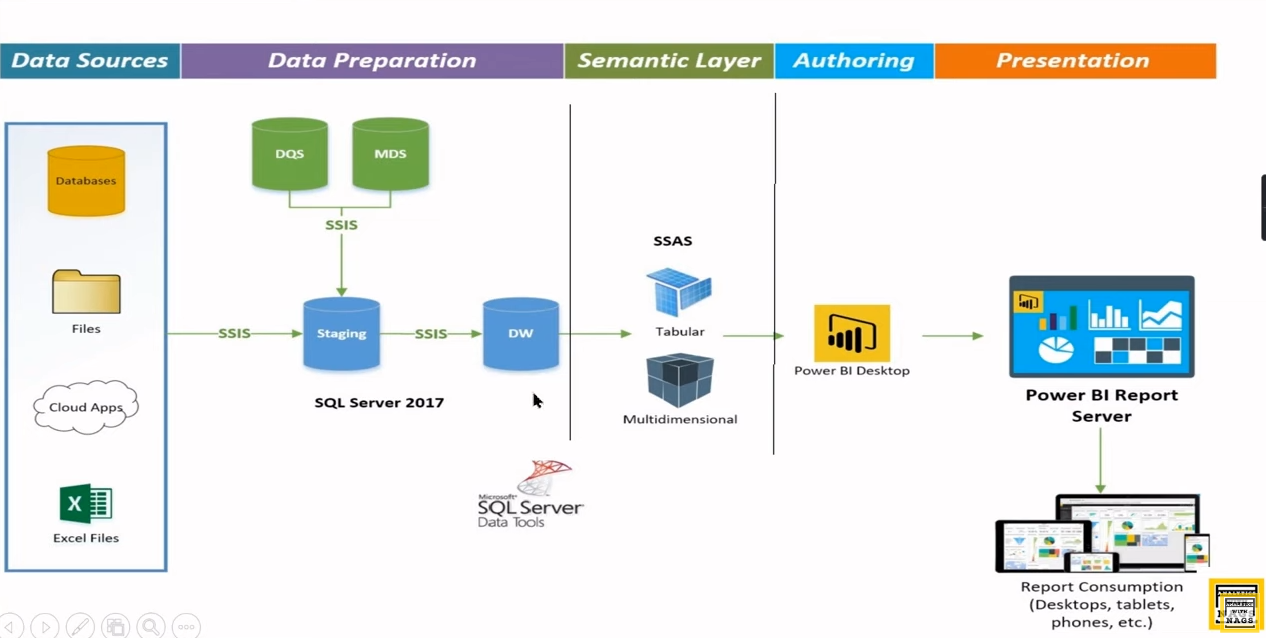 Data Sources
Data Preparation
Semantic Layer
Authoring
Presentation
Databases
Files
Cloud Apps
Excel Files
DQS
MDS
SSIS
SSIS
Staging
SSIS
DW
SQL Server 2017
Microsoft®
SQL Server
Data Tools
SSAS
Tabular
Multidimensional
Power BI Desktop
Power BI Report
Server
Report Consumption
(Desktops, tablets,
phones, etc.)
WITH
NAGS